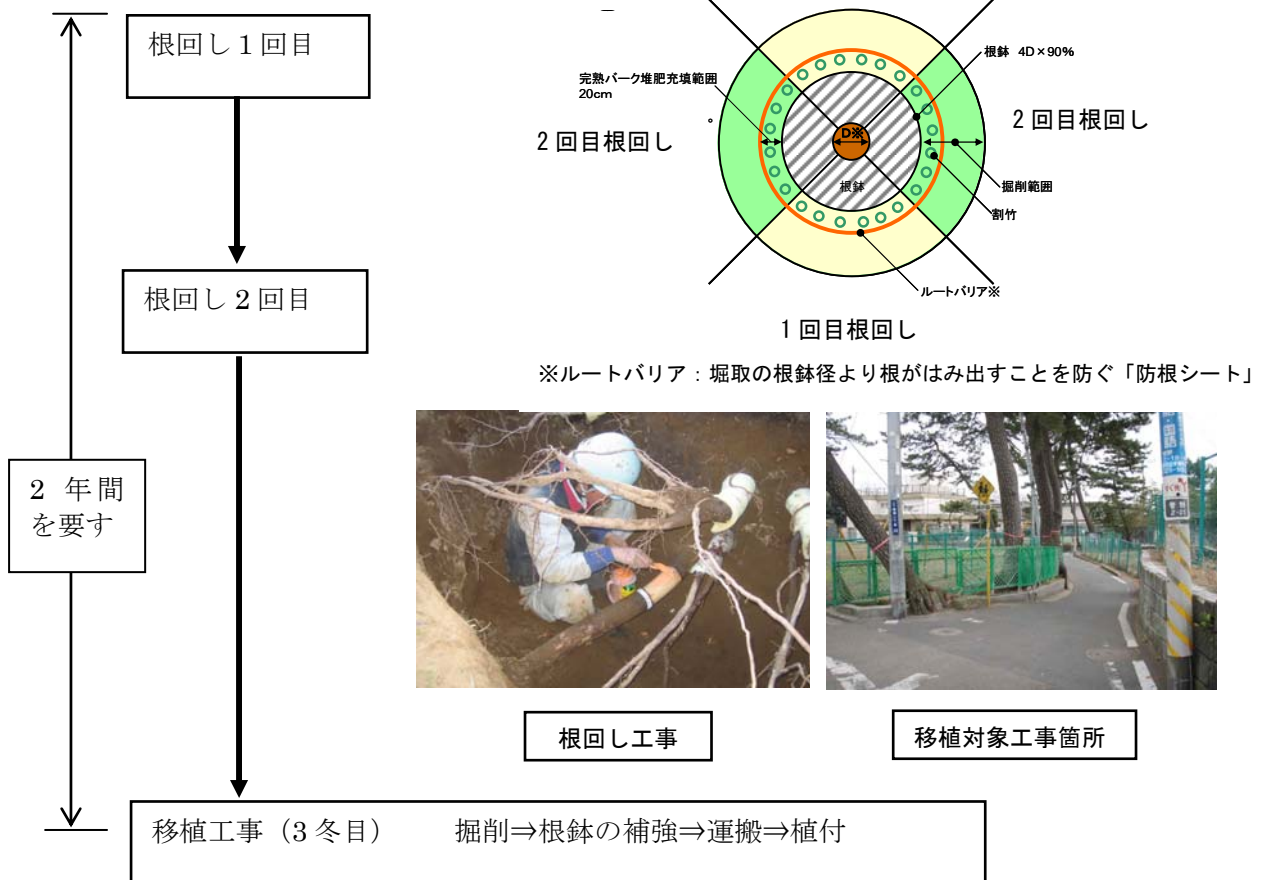 根回し１回目
完熟バーク堆肥充填範囲
20cm
根鉢 4D×90%
2 回目根回し
2 回目根回し
D※
根鉢
掘削範囲
割竹
ルートバリア※
根回し 2 回目
1 回目根回し
※ルートバリア：堀取の根鉢径より根がはみ出すことを防ぐ「防根シート」
2 年間
を要す
根回し工事
移植対象工事箇所
移植工事（3 冬目） 掘削⇒根鉢の補強⇒運搬⇒植付